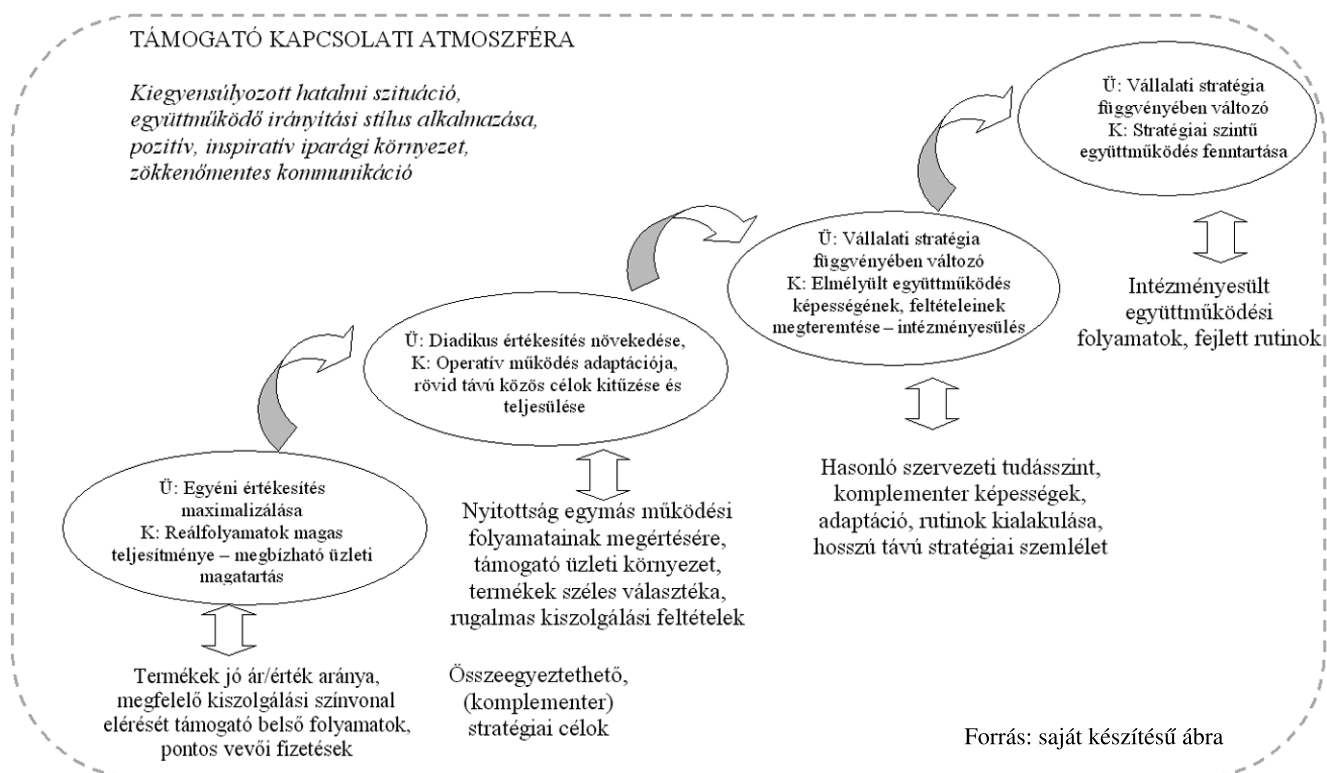 TÁMOGATÓ KAPCSOLATI ATMOSZFÉRA
Kiegyensúlyozott hatalmi szituáció,
együttműködő irányítási stílus alkalmazása,
pozitív, inspiratív iparági környezet,
zökkenőmentes kommunikáció
Ü: Vállalati stratégia
függvényében változó
K: Stratégiai szintű
együttműködés fenntartása
Intézményesült
együttműködési
folyamatok, fejlett rutinok
Ü: Vállalati stratégia
függvényében változó
K: Elmélyült együttműködés
képességének, feltételeinek
megteremtése – intézményesülés
Hasonló szervezeti tudásszint,
komplementer képességek,
adaptáció, rutinok kialakulása,
hosszú távú stratégiai szemlélet
Ü: Diadikus értékesítés növekedése,
K: Operatív működés adaptációja,
rövid távú közös célok kitűzése és
teljesülése
Nyitottság egymás működési
folyamatainak megértésére,
támogató üzleti környezet,
termékek széles választéka,
rugalmas kiszolgálási feltételek
Összeegyeztethető,
(komplementer)
stratégiai célok
Ü: Egyéni értékesítés
maximalizálása
K: Reálfolyamatok magas
teljesítménye – megbízható üzleti
magatartás
Termékek jó ár/érték aránya,
megfelelő kiszolgálási színvonal
elérését támogató belső folyamatok,
pontos vevői fizetések
Forrás: saját készítésű ábra